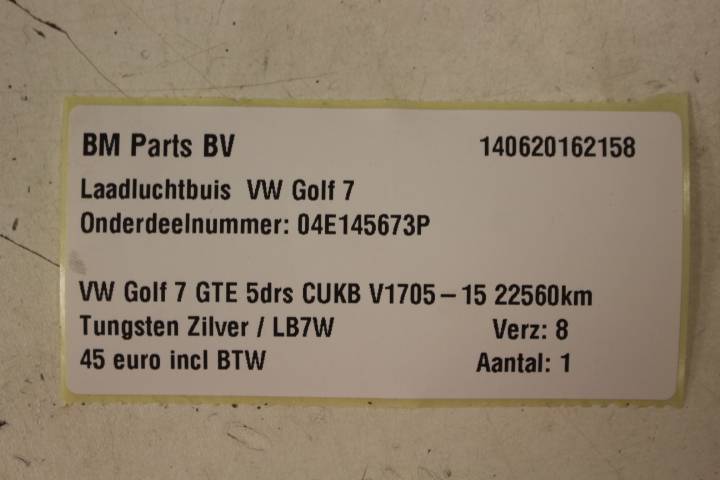 BM Parts BV 140620162158
Laadluchtbuis VW Golf 7
Onderdeelnummer: 04E145673P
VW Golf 7 GTE 5drs CUKB V1705-15 22560km
Tungsten Zilver / LB7W Verz: 8
45 euro incl BTW Aantal: 1